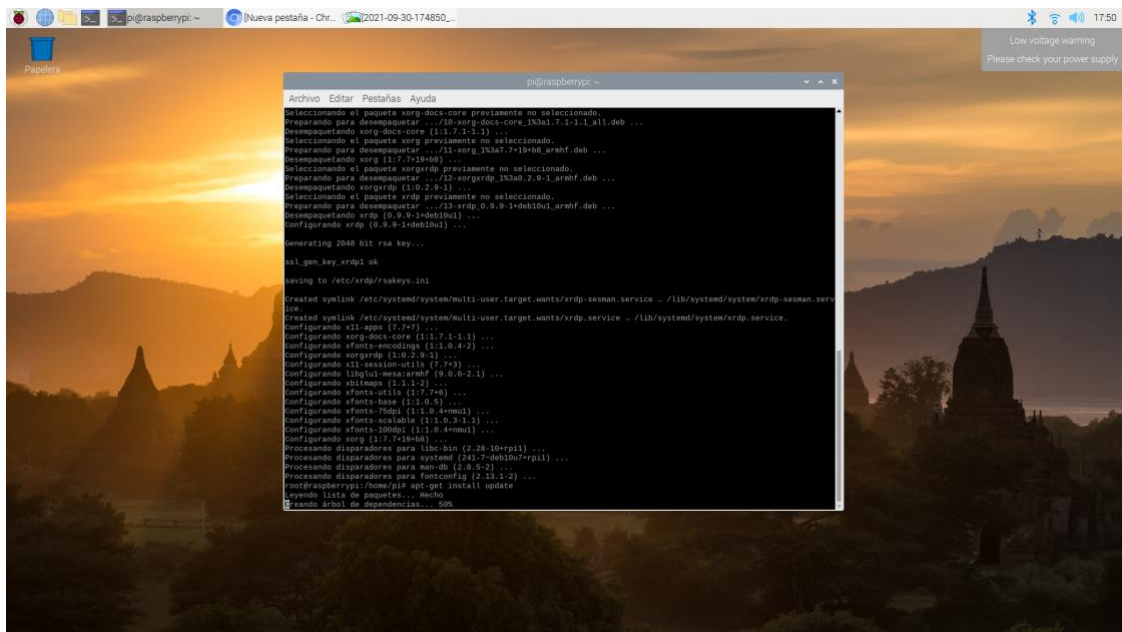 pi@raspberrypi: ~
[Nueva pestaña - Chr...
[2021-09-30-174850_...
17:50
Low voltage warning
Please check your power supply
Papelera
pi@raspberrypi: ~
Archivo Editar Pestañas Ayuda
Seleccionando el paquete xorg-docs-core previamente no seleccionado.
Preparando para desempaquetar .../10-xorg-docs-core_1%3a1.7.1-1.1_all.deb ...
Desempaquetando xorg-docs-core (1:1.7.1-1.1) ...
Seleccionando el paquete xorg previamente no seleccionado.
Preparando para desempaquetar .../11-xorg_1%3a7.7+19+b8_armhf.deb ...
Desempaquetando xorg (1:7.7+19+b8) ...
Seleccionando el paquete xorgxrdp previamente no seleccionado.
Preparando para desempaquetar .../12-xorgxrdp_1%3a0.2.9-1_armhf.deb ...
Desempaquetando xorgxrdp (1:0.2.9-1) ...
Seleccionando el paquete xrdp previamente no seleccionado.
Preparando para desempaquetar .../13-xrdp_0.9.9-1+deb10u1_armhf.deb ...
Desempaquetando xrdp (0.9.9-1+deb10u1) ...
Configurando xrdp (0.9.9-1+deb10u1) ...
Generating 2048 bit rsa key...
ssl_gen_key_xrdp1 ok
saving to /etc/xrdp/rsakeys.ini
Created symlink /etc/systemd/system/multi-user.target.wants/xrdp-sesman.service → /lib/systemd/system/xrdp-sesman.serv
ice.
Created symlink /etc/systemd/system/multi-user.target.wants/xrdp.service → /lib/systemd/system/xrdp.service.
Configurando x11-apps (7.7+7) ...
Configurando xorg-docs-core (1:1.7.1-1.1) ...
Configurando xfonts-encodings (1:1.0.4-2) ...
Configurando xorgxrdp (1:0.2.9-1) ...
Configurando x11-session-utils (7.7+3) ...
Configurando libglu1-mesa:armhf (9.0.0-2.1) ...
Configurando xbitmaps (1.1.1-2) ...
Configurando xfonts-utils (1:7.7+6) ...
Configurando xfonts-base (1:1.0.5) ...
Configurando xfonts-75dpi (1:1.0.4+nmu1) ...
Configurando xfonts-scalable (1:1.0.3-1.1) ...
Configurando xfonts-100dpi (1:1.0.4+nmu1) ...
Configurando xorg (1:7.7+19+b8) ...
Procesando disparadores para libc-bin (2.28-10+rpi1) ...
Procesando disparadores para systemd (241-7~deb10u7+rpi1) ...
Procesando disparadores para man-db (2.8.5-2) ...
Procesando disparadores para fontconfig (2.13.1-2) ...
root@raspberrypi:/home/pi# apt-get install update
Leyendo lista de paquetes... Hecho
Creando árbol de dependencias... 50%